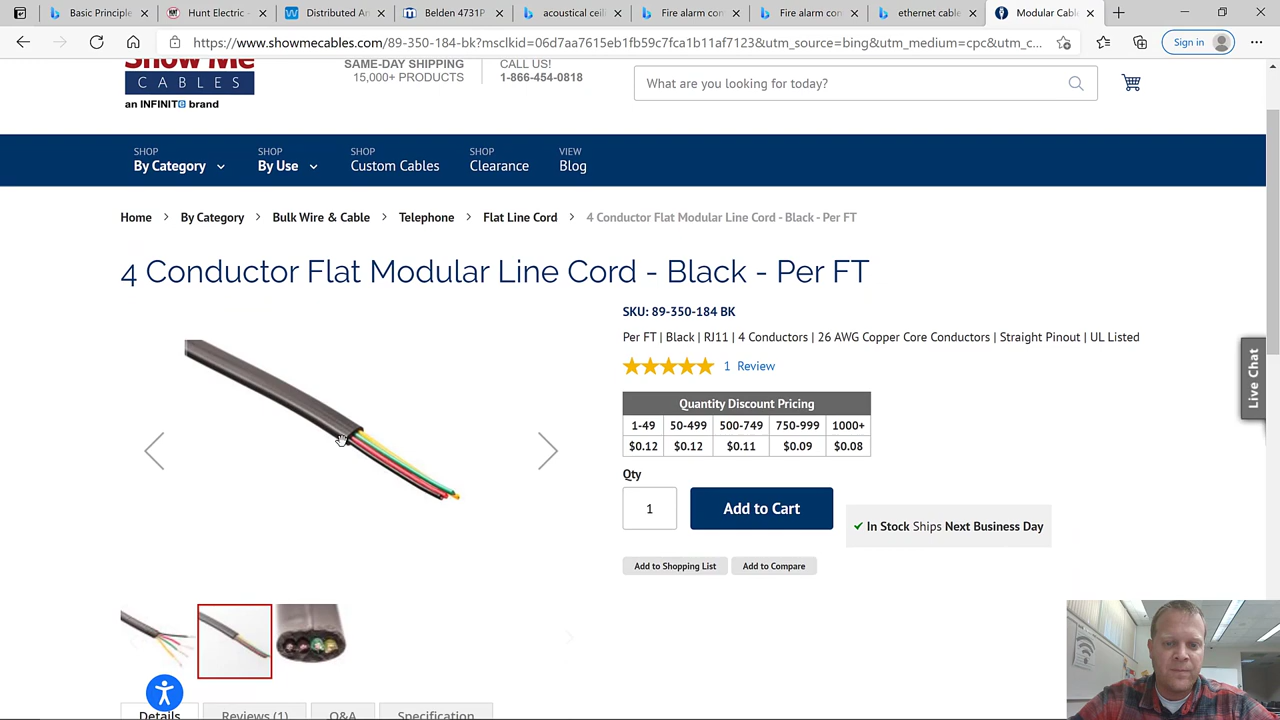 Basic Principle
Hunt Electric -
Distributed An
Belden 4731P
acoustical ceili
Fire alarm con
Fire alarm con
ethernet cable
Modular Cable
https://www.showmecables.com/89-350-184-bk?msclkid=06d7aa7615eb1fb59c7fca1b11af7123&utm_source=bing&utm_medium=cpc&utm_c...
Sign in
Show Me
CABLES
an INFINIT brand
SAME-DAY SHIPPING
15,000+ PRODUCTS
CALL US!
1-866-454-0818
What are you looking for today?
SHOP
By Category
SHOP
By Use
SHOP
Custom Cables
SHOP
Clearance
VIEW
Blog
Home > By Category > Bulk Wire & Cable > Telephone > Flat Line Cord > 4 Conductor Flat Modular Line Cord - Black - Per FT
4 Conductor Flat Modular Line Cord - Black - Per FT
SKU: 89-350-184 BK
Per FT | Black | RJ11 | 4 Conductors | 26 AWG Copper Core Conductors | Straight Pinout | UL Listed
1 Review
Quantity Discount Pricing
1-49 50-499 500-749 750-999 1000+
$0.12 $0.12 $0.11 $0.09 $0.08
Qty
1
Add to Cart
In Stock Ships Next Business Day
Add to Shopping List
Add to Compare
Live Chat
Details
Reviews (1)
Q&A
Specification